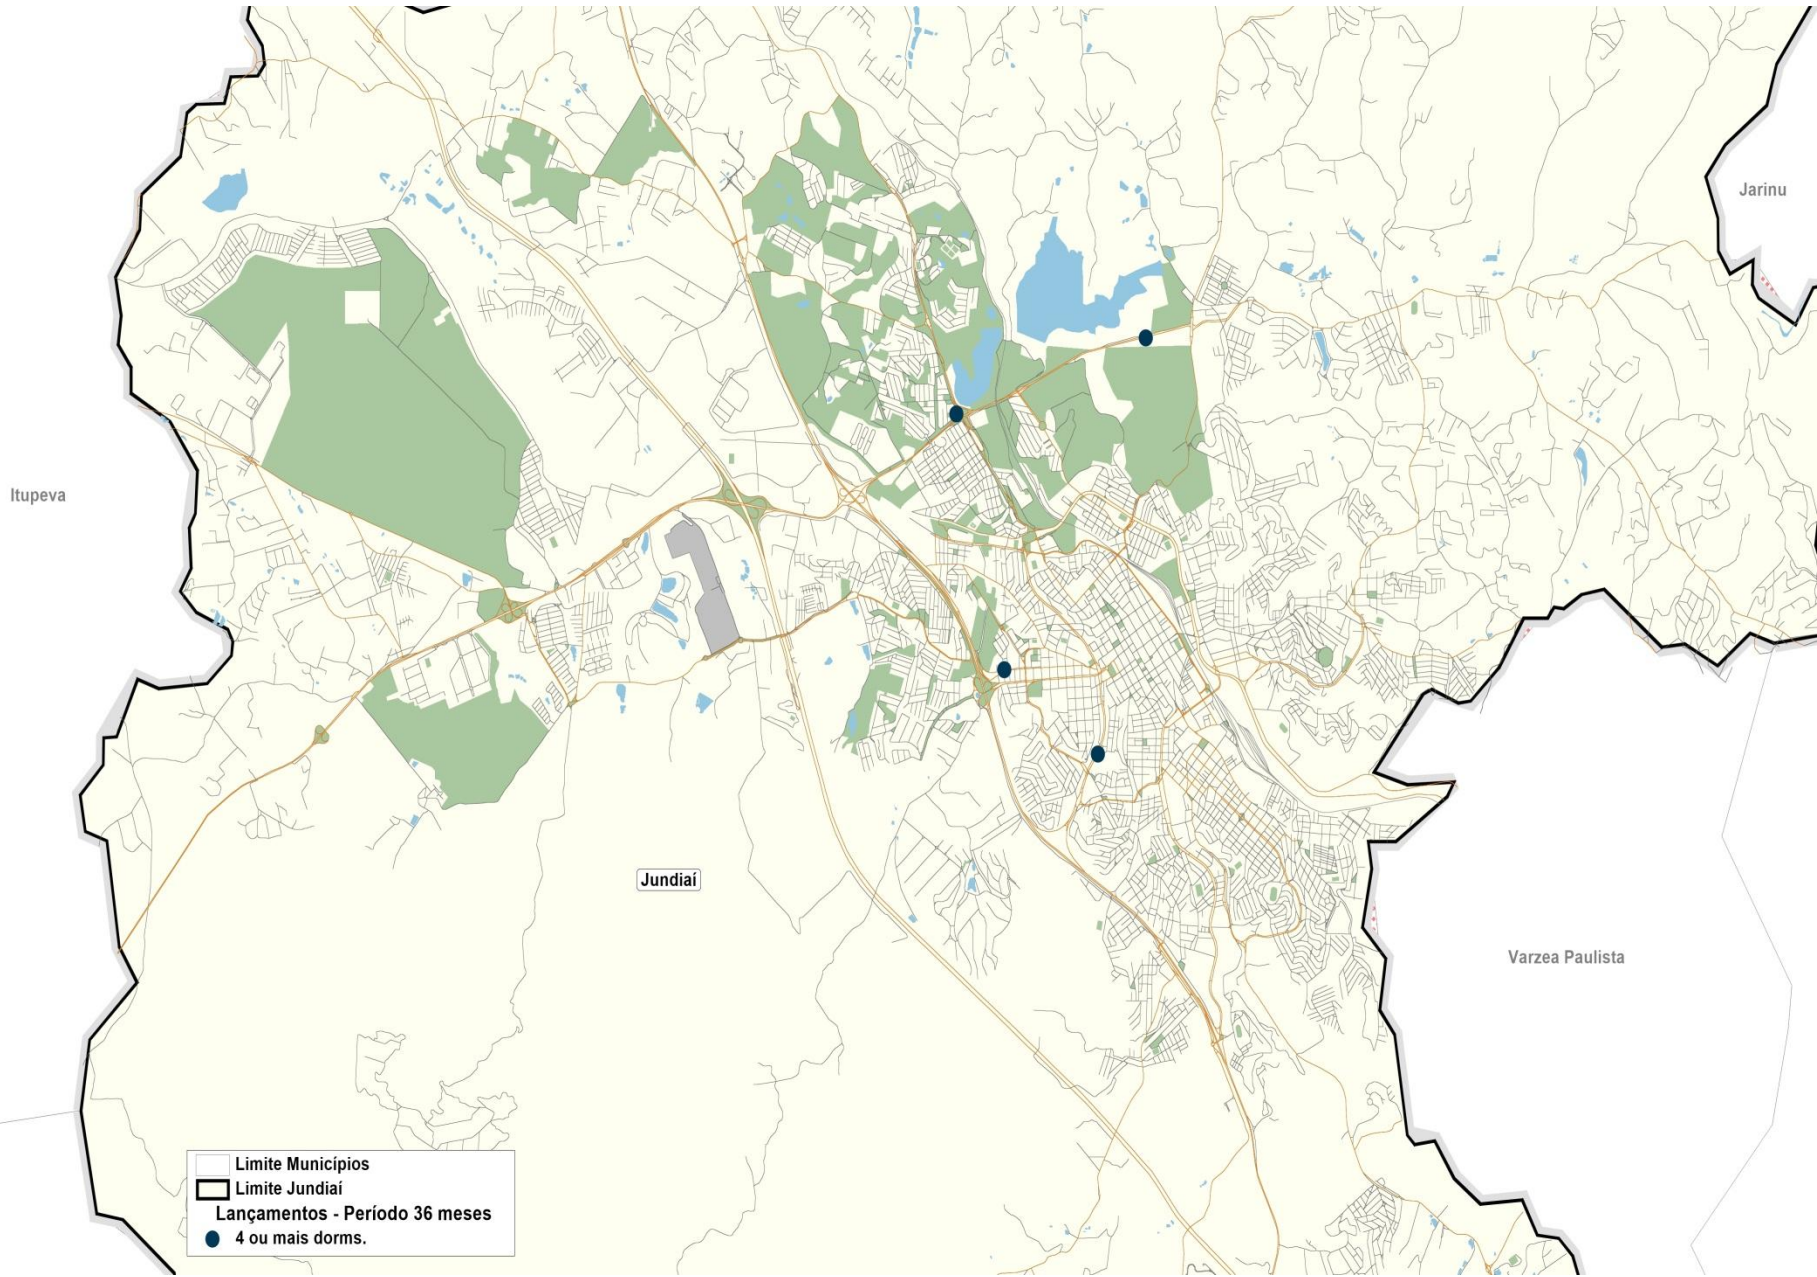 Jarinu
Itupeva
Jundiaí
Varzea Paulista
Limite Municípios
Limite Jundiaí
Lançamentos - Período 36 meses
4 ou mais dorms.